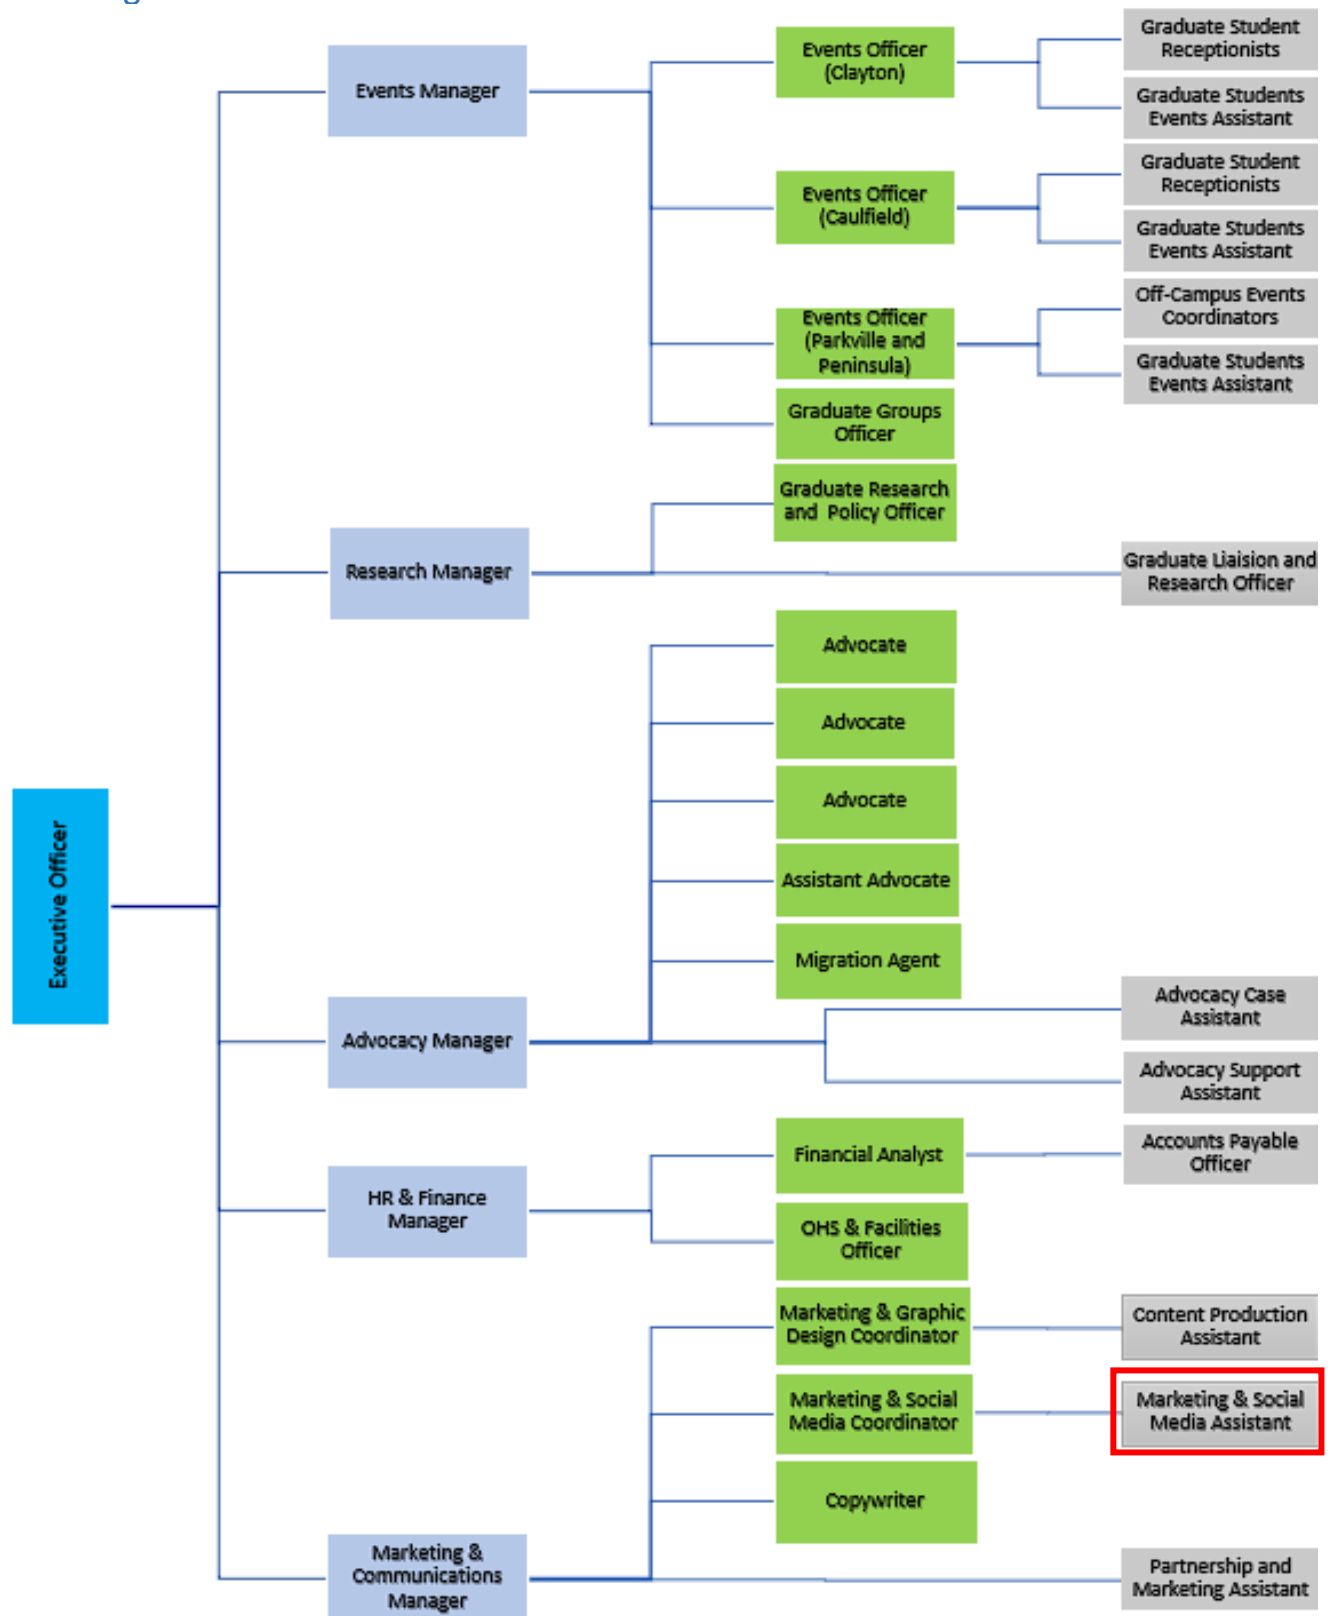 Executive Officer
Events Manager
Events Officer
(Clayton)
Graduate Student
Receptionists
Graduate Students
Events Assistant
Events Officer
(Caulfield)
Graduate Student
Receptionists
Graduate Students
Events Assistant
Events Officer
(Parkville and
Peninsula)
Off-Campus Events
Coordinators
Graduate Students
Events Assistant
Graduate Groups
Officer
Research Manager
Graduate Research
and Policy Officer
Graduate Liaision and
Research Officer
Advocacy Manager
Advocate
Advocate
Advocate
Assistant Advocate
Migration Agent
Advocacy Case
Assistant
Advocacy Support
Assistant
HR & Finance
Manager
Financial Analyst
Accounts Payable
Officer
OHS & Facilities
Officer
Marketing &
Communications
Manager
Marketing & Graphic
Design Coordinator
Content Production
Assistant
Marketing & Social
Media Coordinator
Marketing & Social
Media Assistant
Copywriter
Partnership and
Marketing Assistant